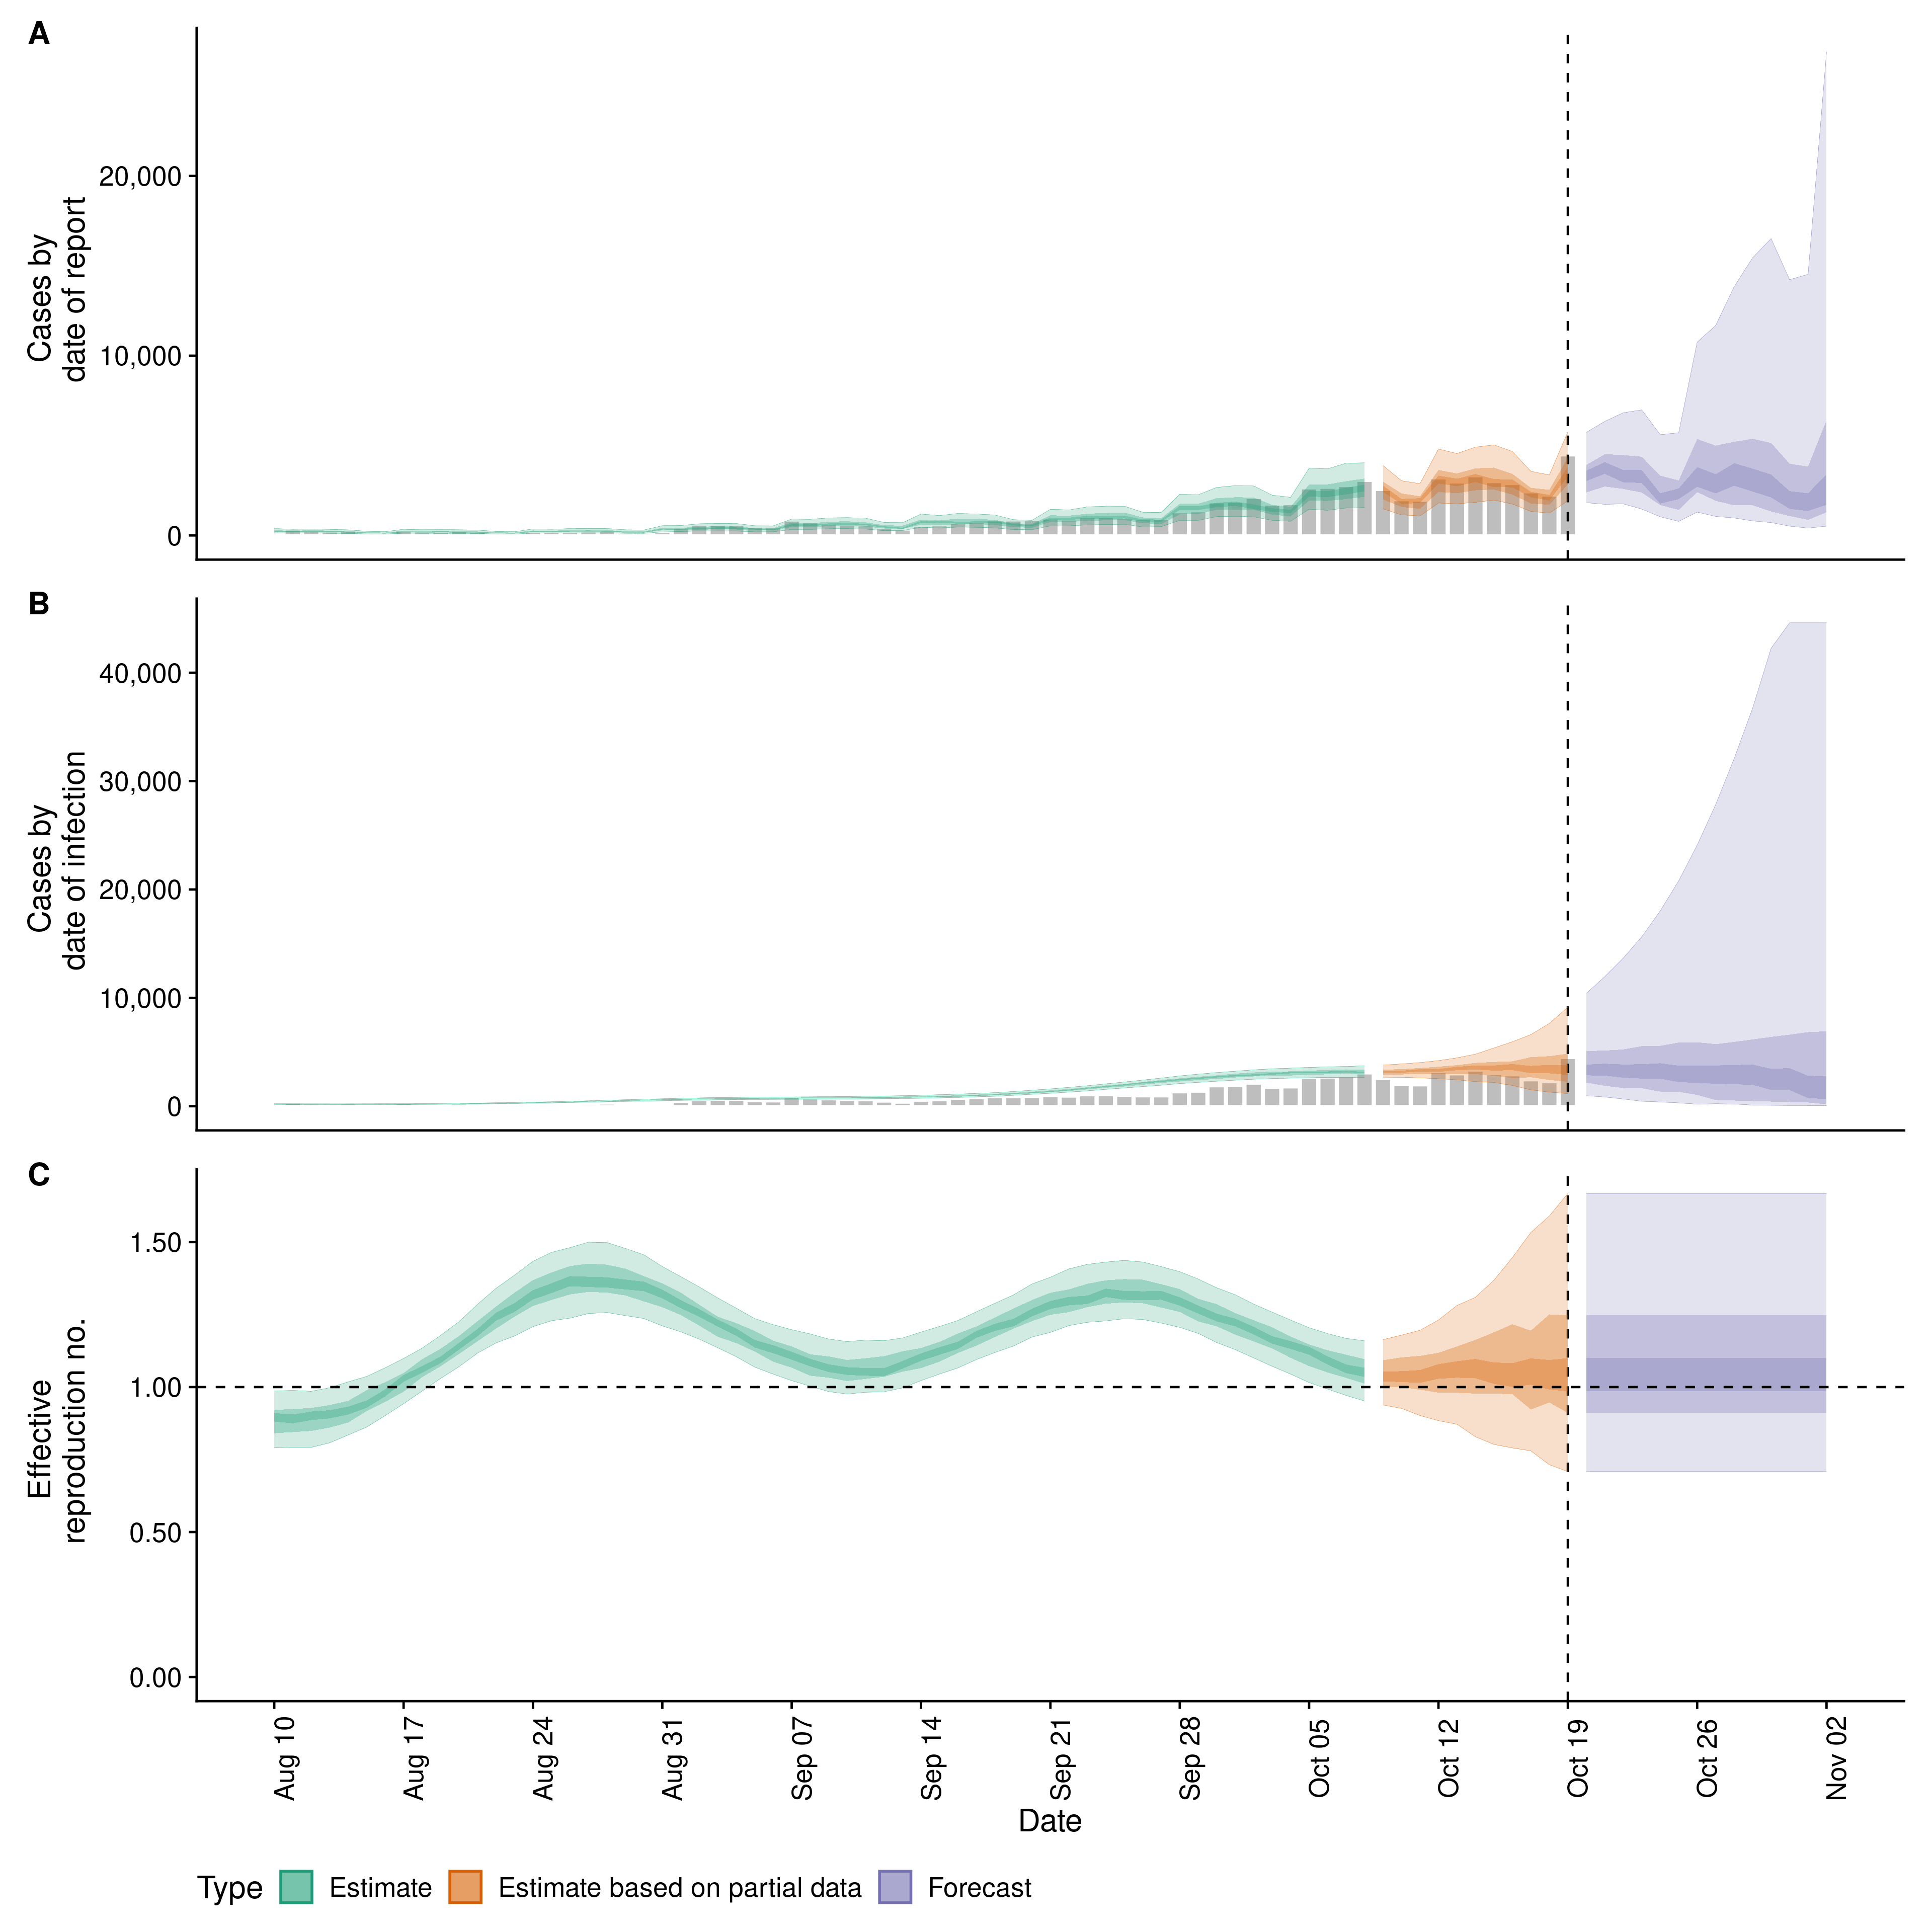 A
Cases by
date of report
20,000
10,000
0
B
Cases by
date of infection
40,000
30,000
20,000
10,000
0
C
Effective
reproduction no.
1.50
1.00
0.50
0.00
Aug 10
Aug 17
Aug 24
Aug 31
Sep 07
Sep 14
Sep 21
Sep 28
Oct 05
Oct 12
Oct 19
Oct 26
Nov 02
Date
Type Estimate Estimate based on partial data Forecast